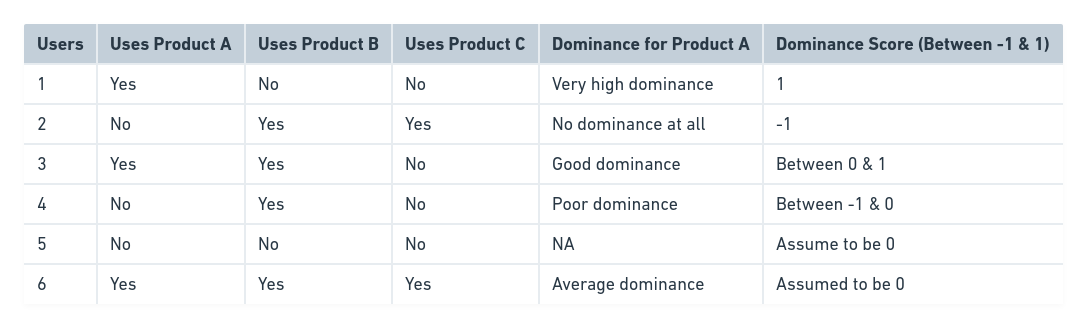 Users Uses Product A Uses Product B Uses Product C Dominance for Product A Dominance Score (Between -1 & 1)
1 Yes No No Very high dominance 1
2 No Yes Yes No dominance at all -1
3 Yes Yes No Good dominance Between 0 & 1
4 No Yes No Poor dominance Between -1 & 0
5 No No No NA Assume to be 0
6 Yes Yes Yes Average dominance Assumed to be 0